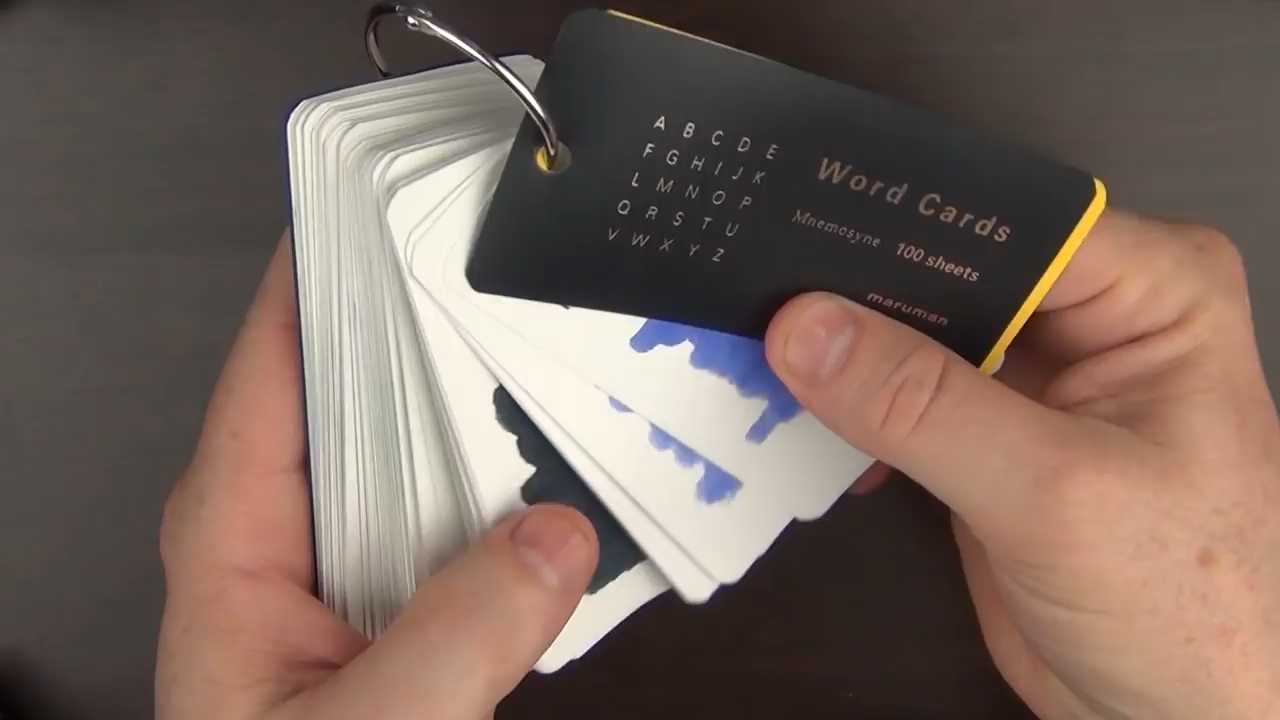 A B C D E
F G H I J K
L M N O P
Q R S T U
V W X Y Z
Word Cards
Mnemosyne 100 sheets
maruman